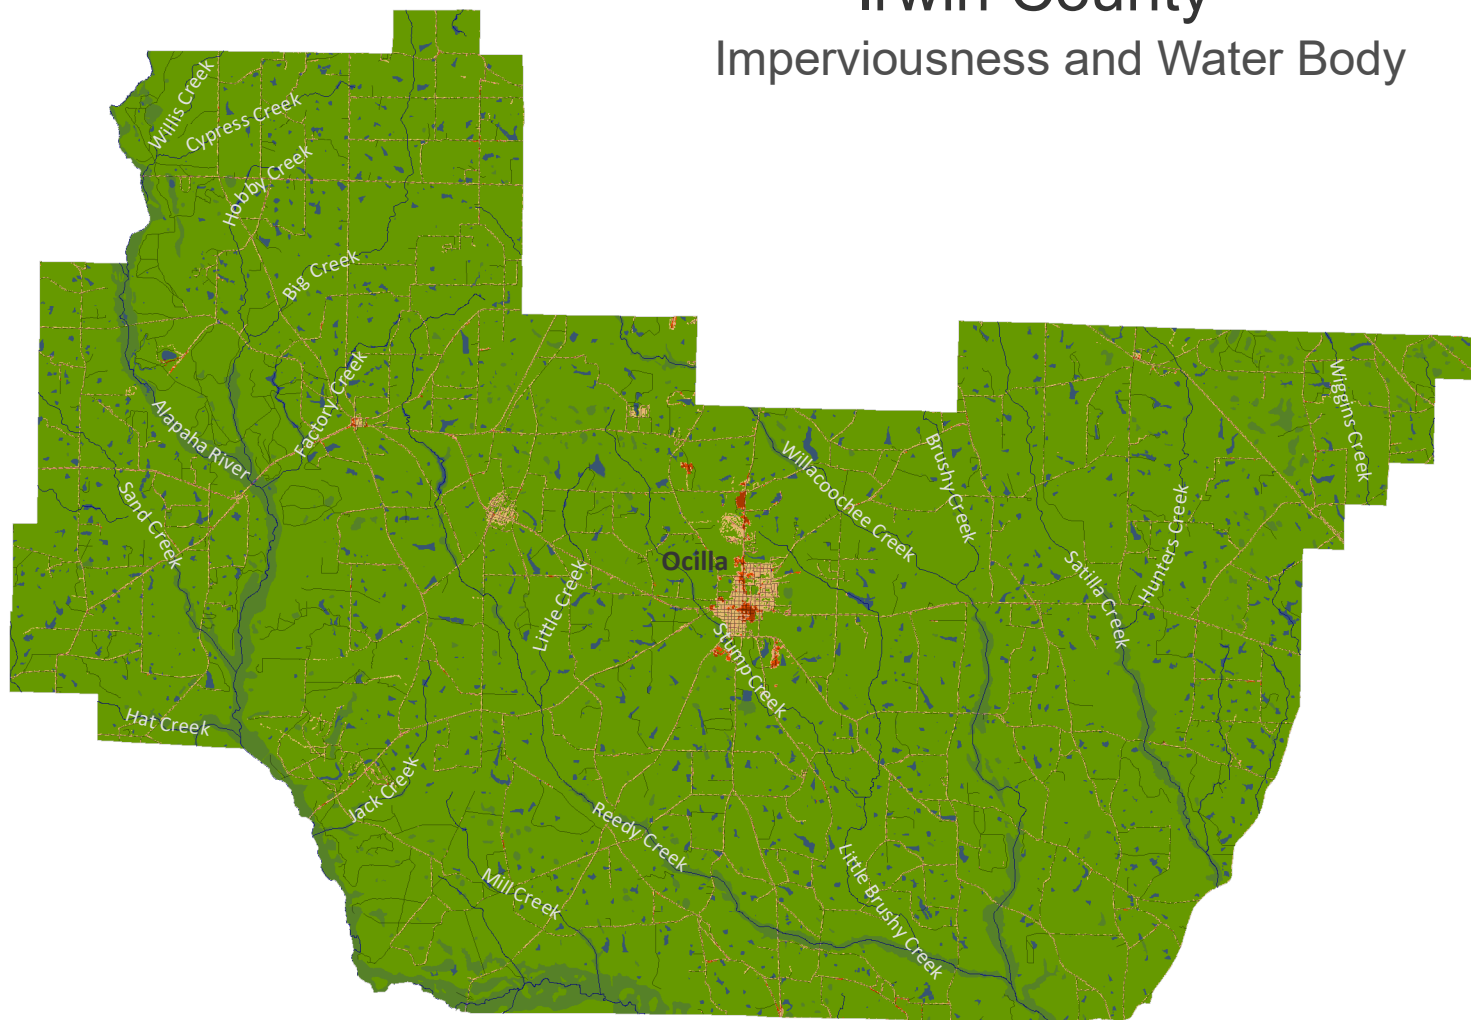 Irwin County
Imperviousness and Water Body
Willis Creek
Cypress Creek
Hobby Creek
Big Creek
Factory Creek
Alapaha River
Sand Creek
Hat Creek
Jack Creek
Mill Creek
Little Creek
Reedy Creek
Ocilla
Stump Creek
Willacoochee Creek
Brushy Creek
Little Brushy Creek
Satilla Creek
Hunters Creek
Wiggins Creek